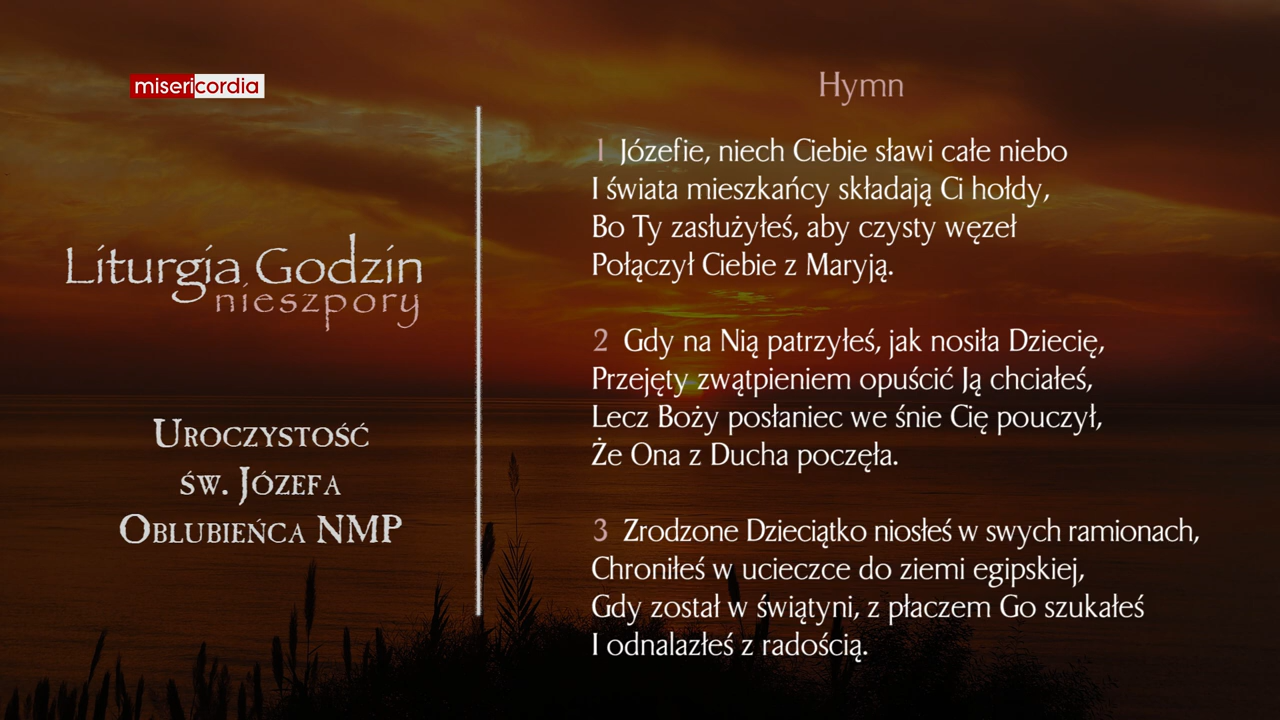 misericordia
Liturgia Godzin
nieszpory
Uroczystość
św. Józefa
Oblubieńca NMP
Hymn
1 Józefie, niech Ciebie sławi całe niebo
I świata mieszkańcy składają Ci hołdy,
Bo Ty zasłużyłeś, aby czysty węzeł
Połączył Ciebie z Maryją.
2 Gdy na Nią patrzyłeś, jak nosiła Dziecię,
Przejęty zwątpieniem opuścić Ją chciałeś,
Lecz Boży posłaniec we śnie Cię pouczył,
Że Ona z Ducha poczęła.
3 Zrodzone Dzieciątko niosłeś w swych ramionach,
Chroniłeś w ucieczce do ziemi egipskiej,
Gdy został w świątyni, z płaczem Go szukałeś
I odnalazłeś z radością.